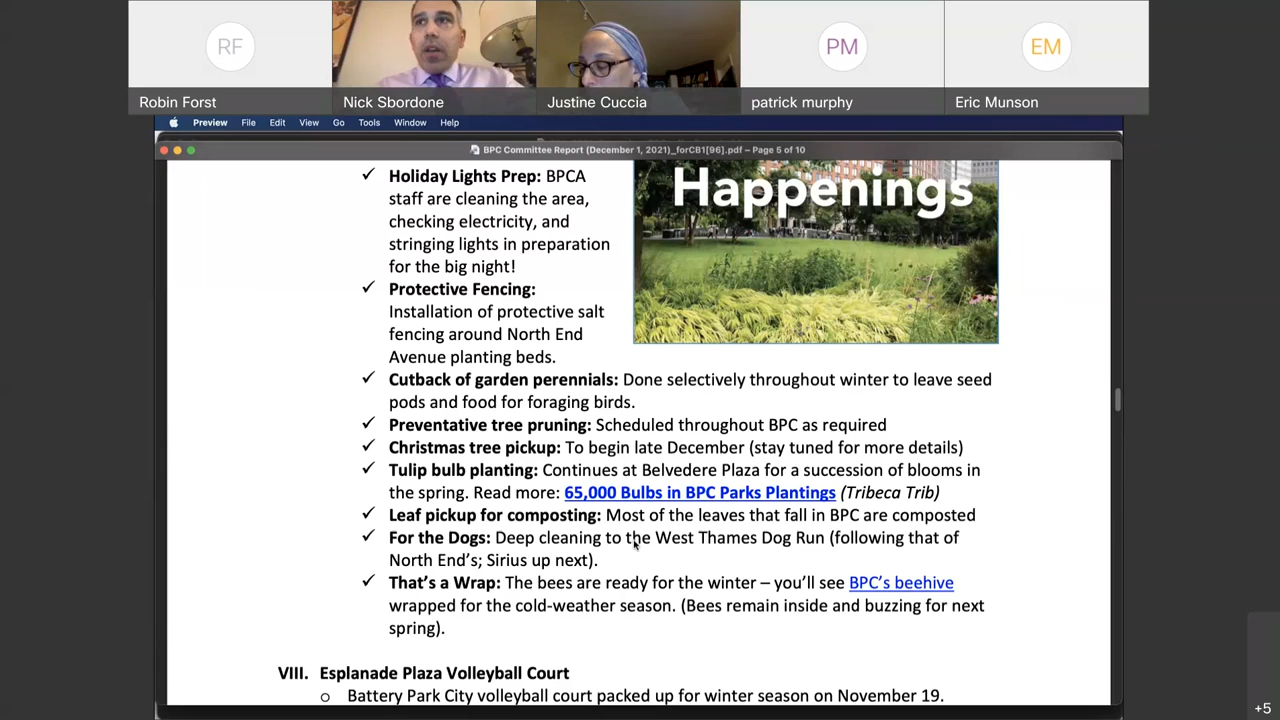 RF
PM
EM
Robin Forst
Nick Sbordone
Justine Cuccia
patrick murphy
Eric Munson
Preview File Edit View Go Tools Window Help
BPC Committee Report (December 1, 2021)_forCB1[96].pdf – Page 5 of 10
Happenings
✓ Holiday Lights Prep: BPCA
staff are cleaning the area,
checking electricity, and
stringing lights in preparation
for the big night!
✓ Protective Fencing:
Installation of protective salt
fencing around North End
Avenue planting beds.
✓ Cutback of garden perennials: Done selectively throughout winter to leave seed
pods and food for foraging birds.
✓ Preventative tree pruning: Scheduled throughout BPC as required
✓ Christmas tree pickup: To begin late December (stay tuned for more details)
✓ Tulip bulb planting: Continues at Belvedere Plaza for a succession of blooms in
the spring. Read more: 65,000 Bulbs in BPC Parks Plantings (Tribeca Trib)
✓ Leaf pickup for composting: Most of the leaves that fall in BPC are composted
✓ For the Dogs: Deep cleaning to the West Thames Dog Run (following that of
North End’s; Sirius up next).
✓ That’s a Wrap: The bees are ready for the winter – you’ll see BPC’s beehive
wrapped for the cold-weather season. (Bees remain inside and buzzing for next
spring).
VIII. Esplanade Plaza Volleyball Court
o Battery Park City volleyball court packed up for winter season on November 19.
+5